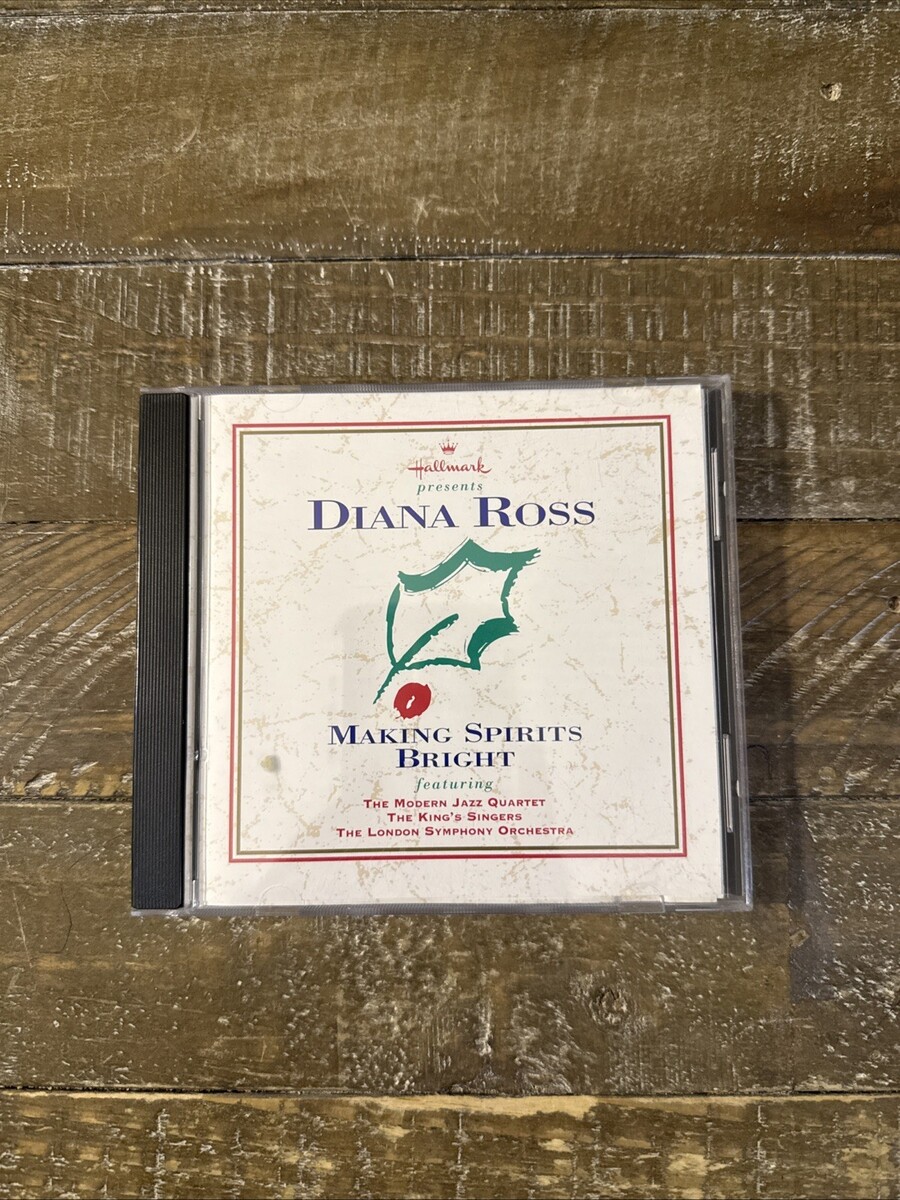 Hallmark
presents
DIANA ROSS
MAKING SPIRITS
BRIGHT
featuring
THE MODERN JAZZ QUARTET
THE KING'S SINGERS
THE LONDON SYMPHONY ORCHESTRA